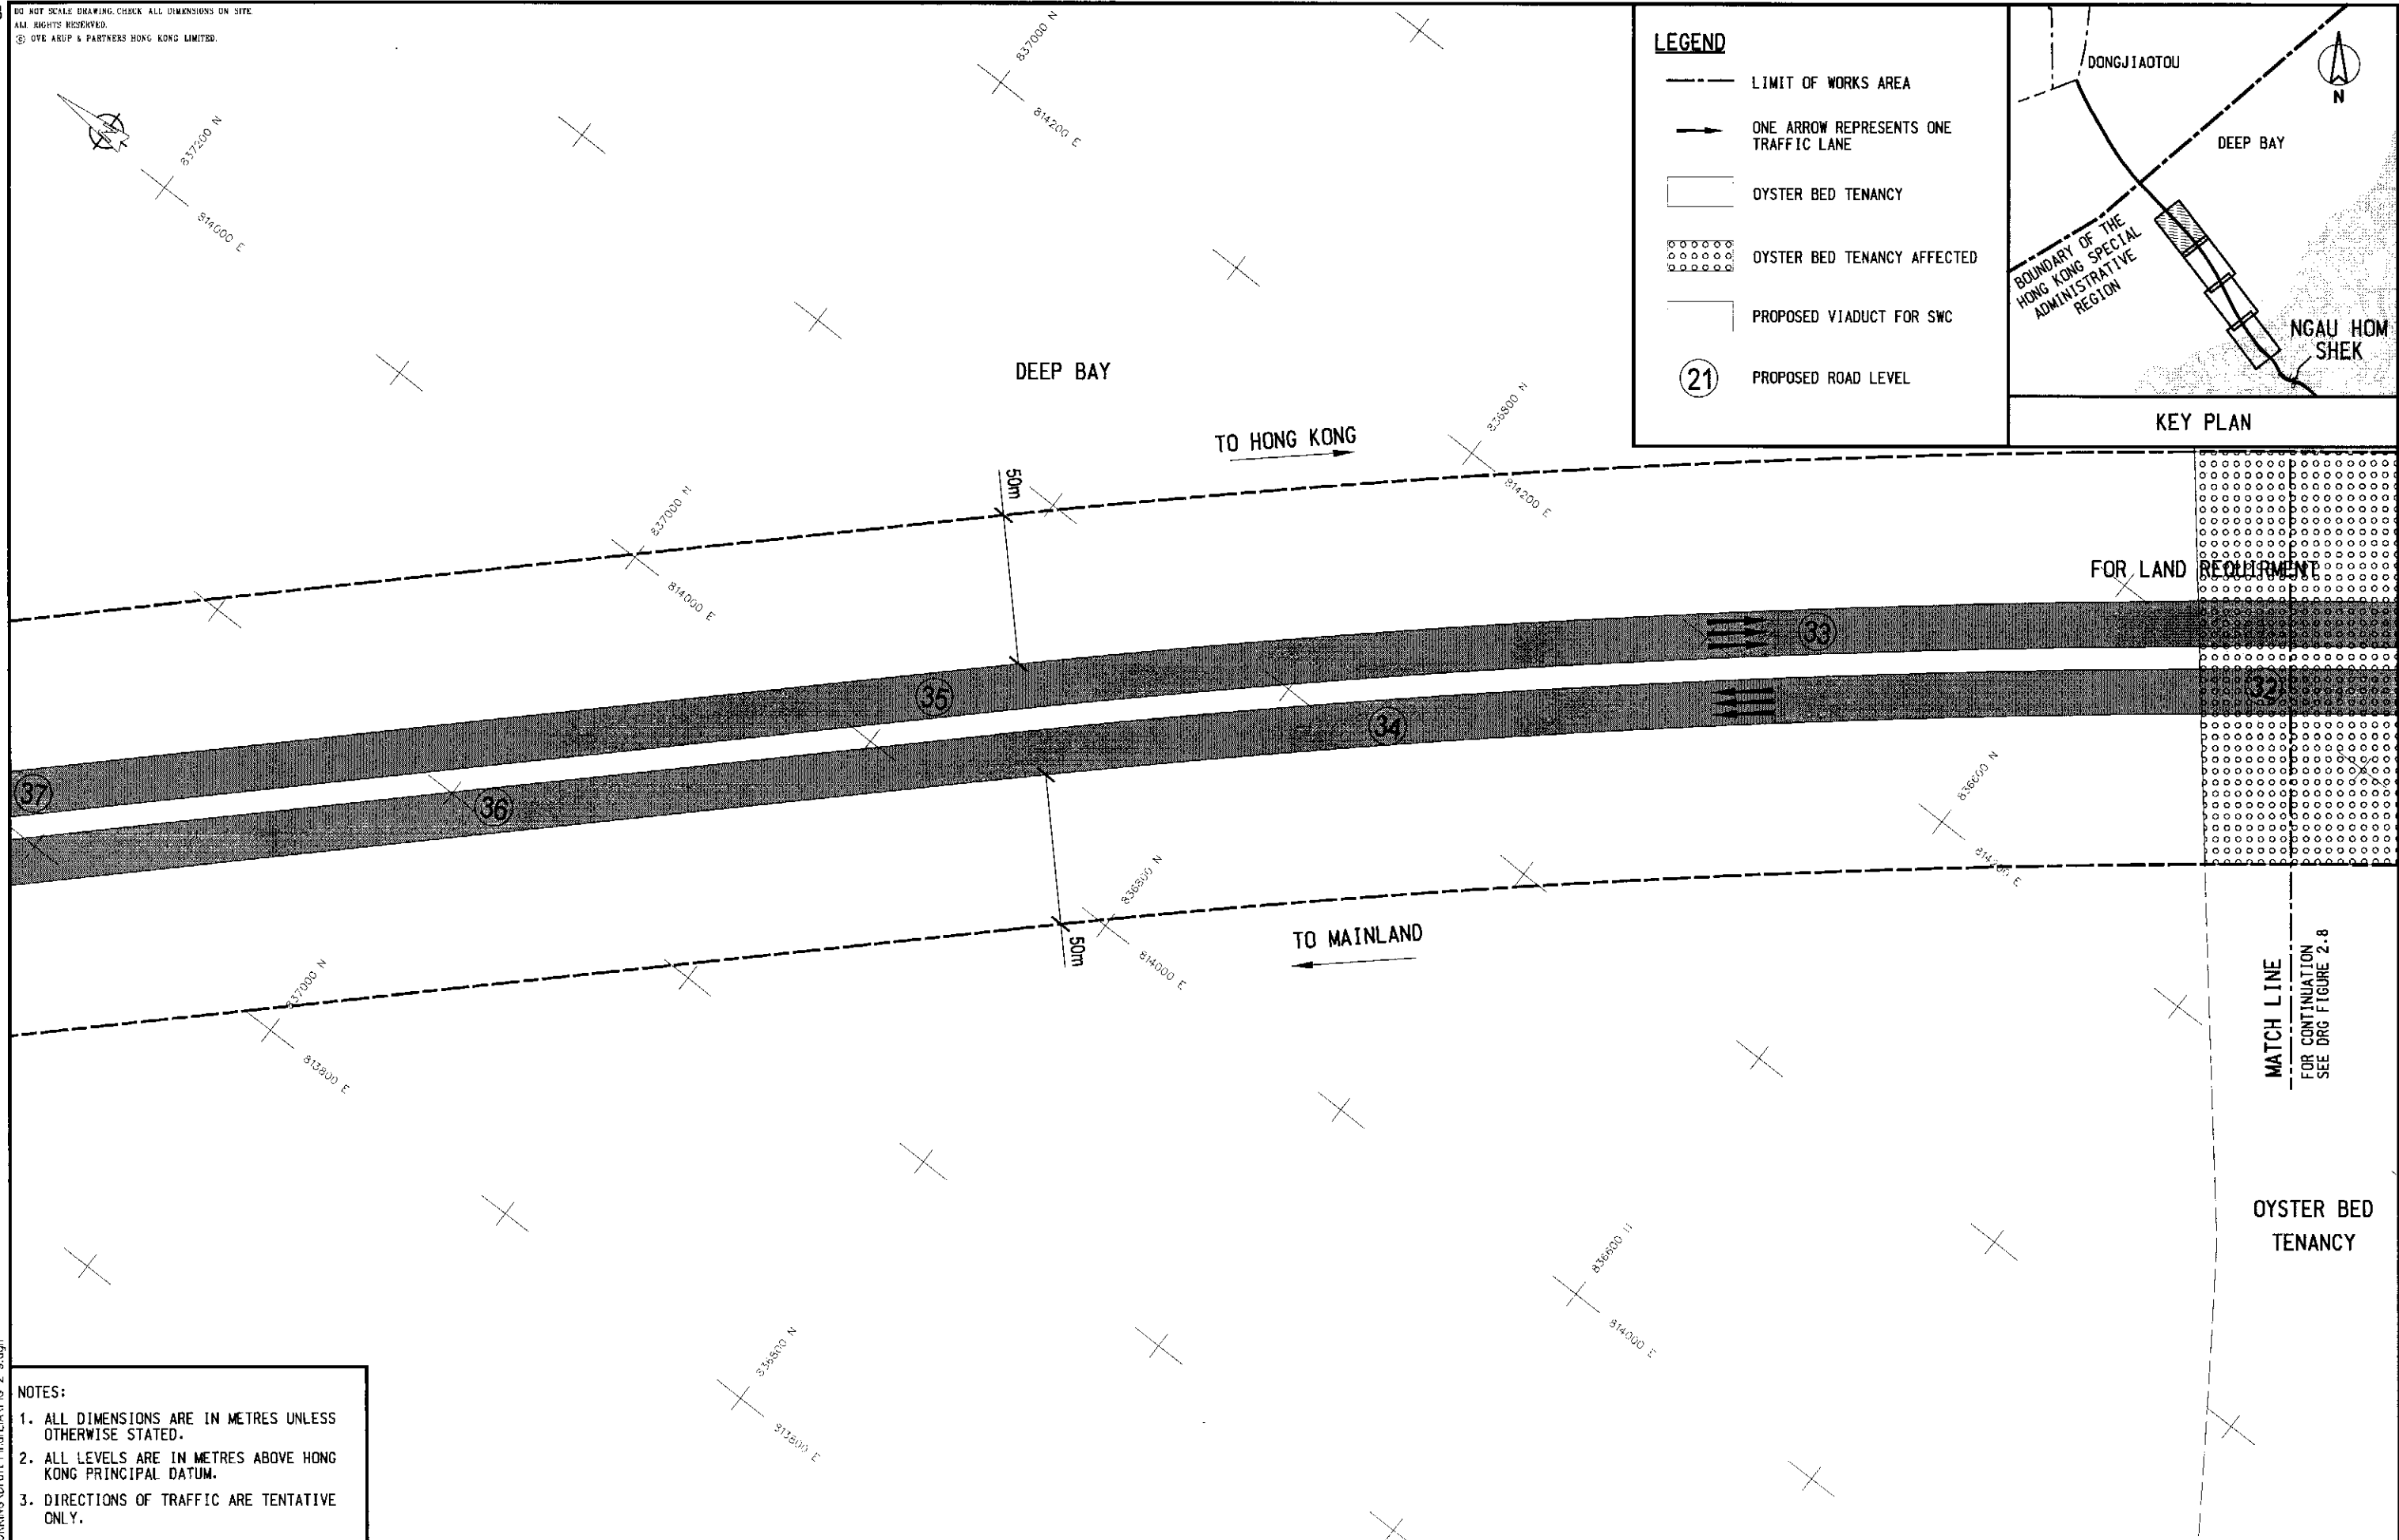 DO NOT SCALE DRAWING. CHECK ALL DIMENSIONS ON SITE.
ALL RIGHTS RESERVED.
© OVE ARUP & PARTNERS HONG KONG LIMITED.
LEGEND
LIMIT OF WORKS AREA
ONE ARROW REPRESENTS ONE
TRAFFIC LANE
OYSTER BED TENANCY
OYSTER BED TENANCY AFFECTED
PROPOSED VIADUCT FOR SWC
21
PROPOSED ROAD LEVEL
DONGJIAOTOU
N
DEEP BAY
BOUNDARY OF THE
HONG KONG SPECIAL
ADMINISTRATIVE
REGION
NGAU HOM
SHEK
KEY PLAN
837000 N
814200 E
837200 N
814000 E
DEEP BAY
TO HONG KONG
836800 N
814200 E
50m
837000 N
814000 E
FOR LAND REQUIRMENT
33
35
32
34
37
36
836600 N
814200 E
836800 N
814000 E
50m
TO MAINLAND
837000 N
813800 E
MATCH LINE
FOR CONTINUATION
SEE DRG FIGURE 2.8
OYSTER BED
TENANCY
836600 N
814000 E
836800 N
813800 E
NOTES:
1. ALL DIMENSIONS ARE IN METRES UNLESS
OTHERWISE STATED.
2. ALL LEVELS ARE IN METRES ABOVE HONG
KONG PRINCIPAL DATUM.
3. DIRECTIONS OF TRAFFIC ARE TENTATIVE
ONLY.